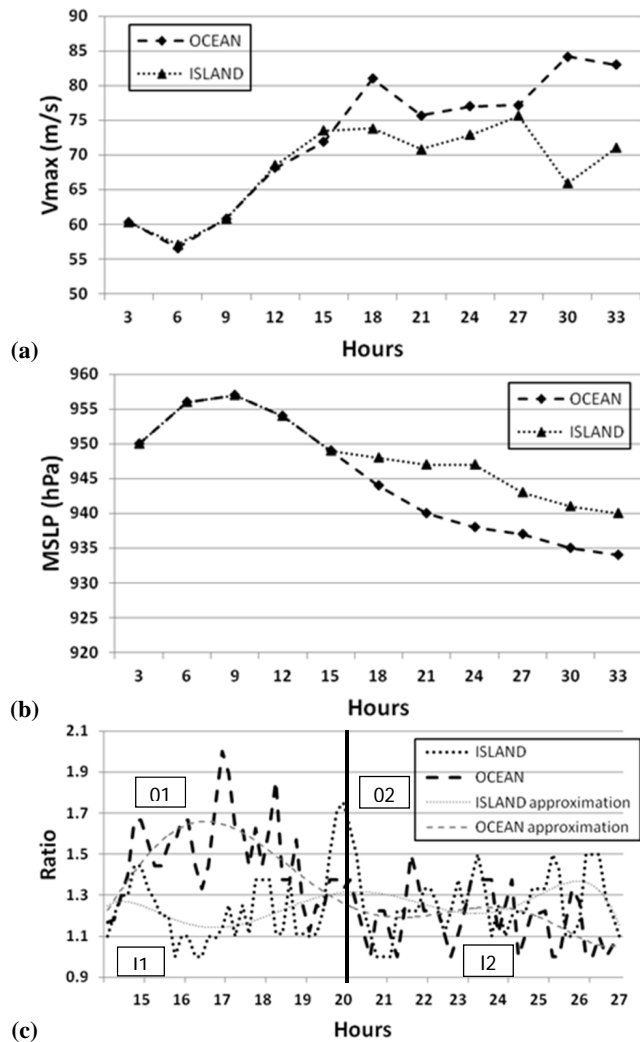 90
85
80
75
70
65
60
55
50
Vmax (m/s)
OCEAN
ISLAND
3 6 9 12 15 18 21 24 27 30 33
(a) Hours
960
955
950
945
940
935
930
925
920
MSLP (hPa)
OCEAN
ISLAND
3 6 9 12 15 18 21 24 27 30 33
(b) Hours
2.1
1.9
1.7
1.5
1.3
1.1
0.9
Ratio
01
02
I1
I2
ISLAND
OCEAN
ISLAND approximation
OCEAN approximation
15 16 17 18 19 20 21 22 23 24 25 26 27
(c) Hours